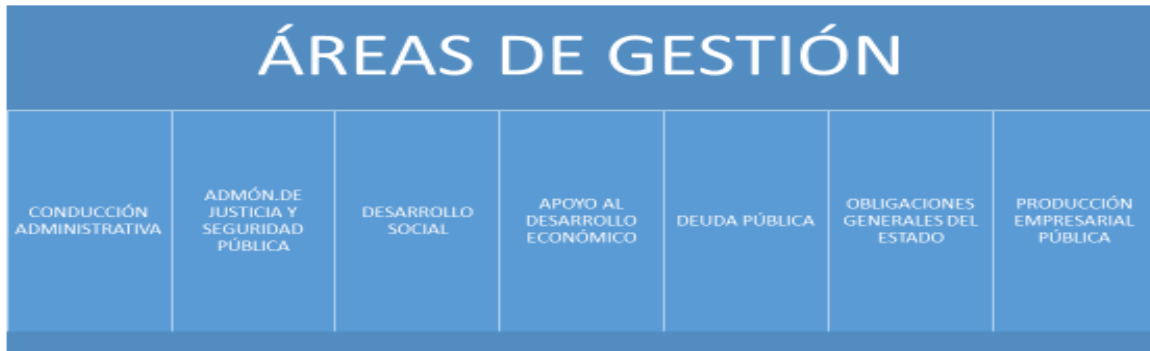 ÁREAS DE GESTIÓN
CONDUCCIÓN
ADMINISTRATIVA
ADMÓN.DE
JUSTICIA Y
SEGURIDAD
PÚBLICA
DESARROLLO
SOCIAL
APOYO AL
DESARROLLO
ECONÓMICO
DEUDA PÚBLICA
OBLIGACIONES
GENERALES DEL
ESTADO
PRODUCCIÓN
EMPRESARIAL
PÚBLICA